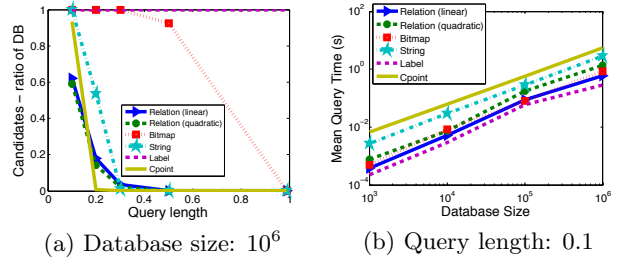 Candidates – ratio of DB
1
0.8
0.6
0.4
0.2
0
0
0.2
0.4
0.6
0.8
1
Query length
Relation (linear)
Relation (quadratic)
Bitmap
String
Label
Cpoint
(a) Database size: 10^6
Mean Query Time (s)
10^2
10^0
10^−2
10^−4
10^3
10^4
10^5
10^6
Database Size
Relation (linear)
Relation (quadratic)
Bitmap
String
Label
Cpoint
(b) Query length: 0.1